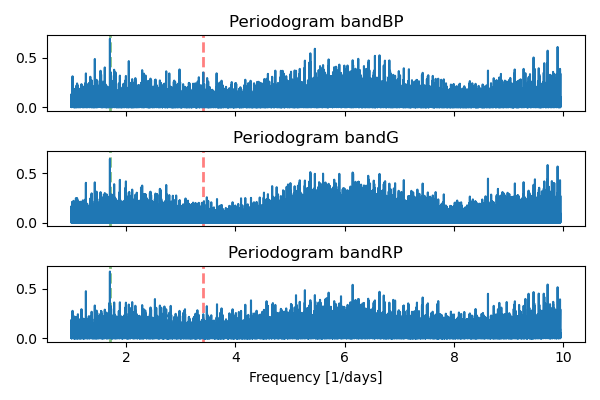 Periodogram bandBP
0.5
0.0
Periodogram bandG
0.5
0.0
Periodogram bandRP
0.5
0.0
2 4 6 8 10
Frequency [1/days]